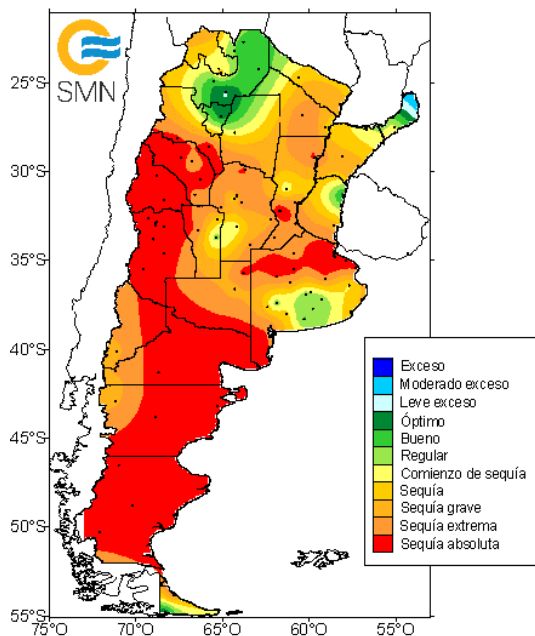 SMN
25°S
30°S
35°S
40°S
45°S
50°S
55°S
75°O
70°O
65°O
60°O
55°O
Exceso
Moderado exceso
Leve exceso
Óptimo
Bueno
Regular
Comienzo de sequía
Sequía
Sequía grave
Sequía extrema
Sequía absoluta